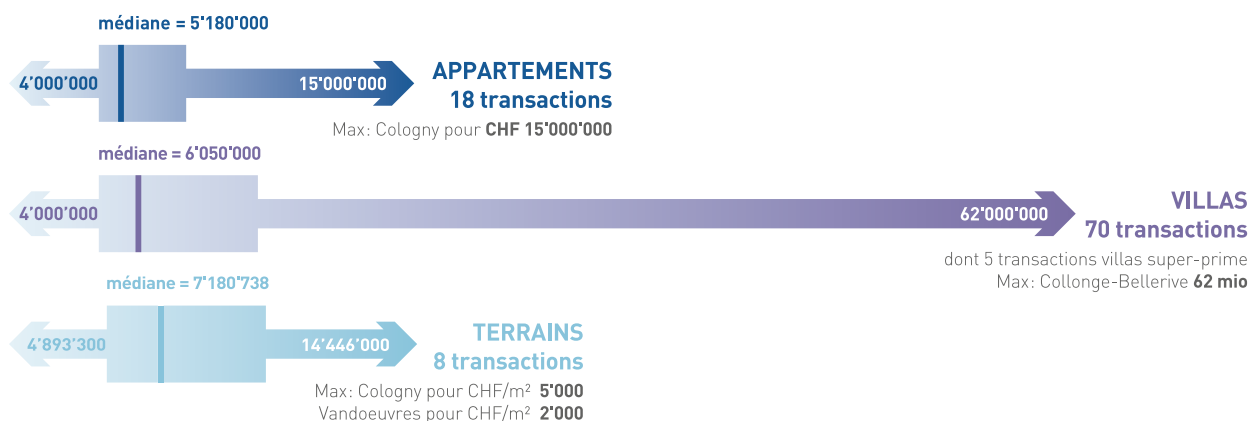 médiane = 5'180'000
4’000’000
15'000'000
APPARTEMENTS
18 transactions
Max: Cologny pour CHF 15'000'000
médiane = 6'050'000
4’000’000
62'000'000
VILLAS
70 transactions
dont 5 transactions villas super-prime
Max: Collonge-Bellerive 62 mio
médiane = 7'180'738
4’893’300
14'446'000
TERRAINS
8 transactions
Max: Cologny pour CHF/m² 5'000
Vandoeuvres pour CHF/m² 2'000